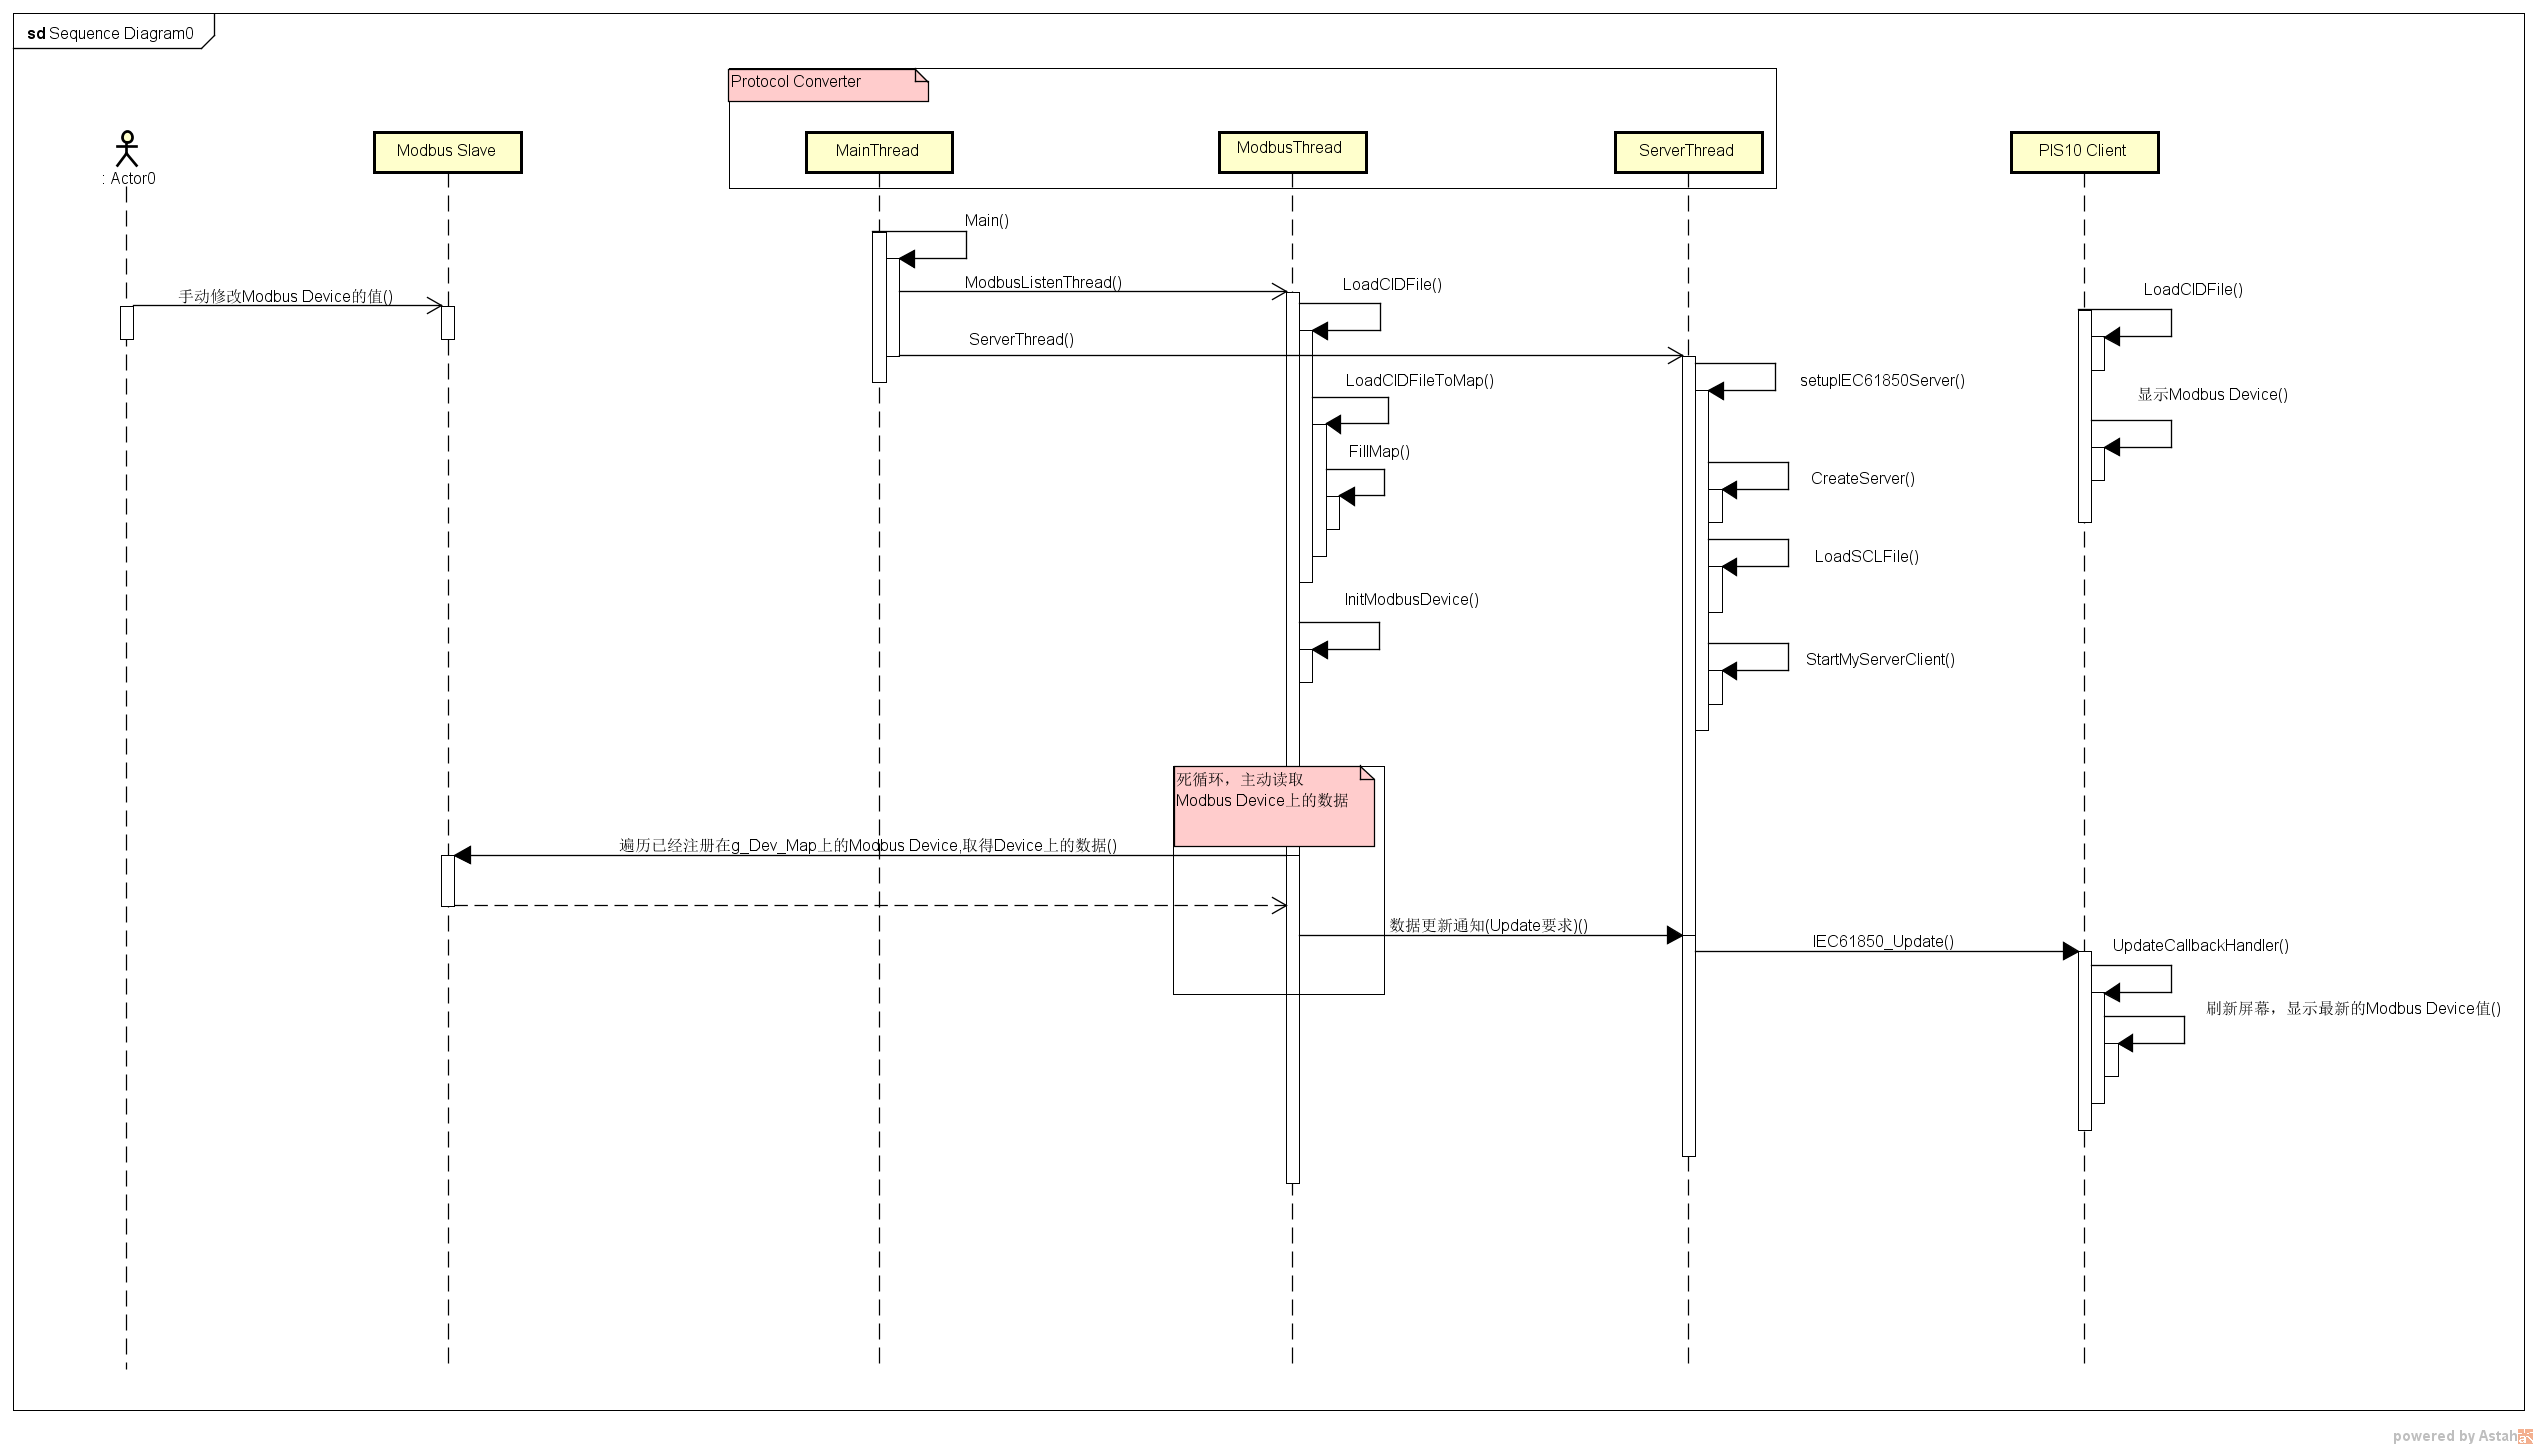 sd Sequence Diagram0
Protocol Converter
: Actor0
Modbus Slave
MainThread
ModbusThread
ServerThread
PIS10 Client
Main()
ModbusListenThread()
LoadCIDFile()
手动修改Modbus Device的值()
LoadCIDFile()
ServerThread()
LoadCIDFileToMap()
setupIEC61850Server()
显示Modbus Device()
FillMap()
CreateServer()
LoadSCLFile()
InitModbusDevice()
StartMyServerClient()
死循环，主动读取
Modbus Device上的数据
遍历已经注册在g_Dev_Map上的Modbus Device,取得Device上的数据()
数据更新通知(Update要求)()
IEC61850_Update()
UpdateCallbackHandler()
刷新屏幕，显示最新的Modbus Device值()
powered by Astah